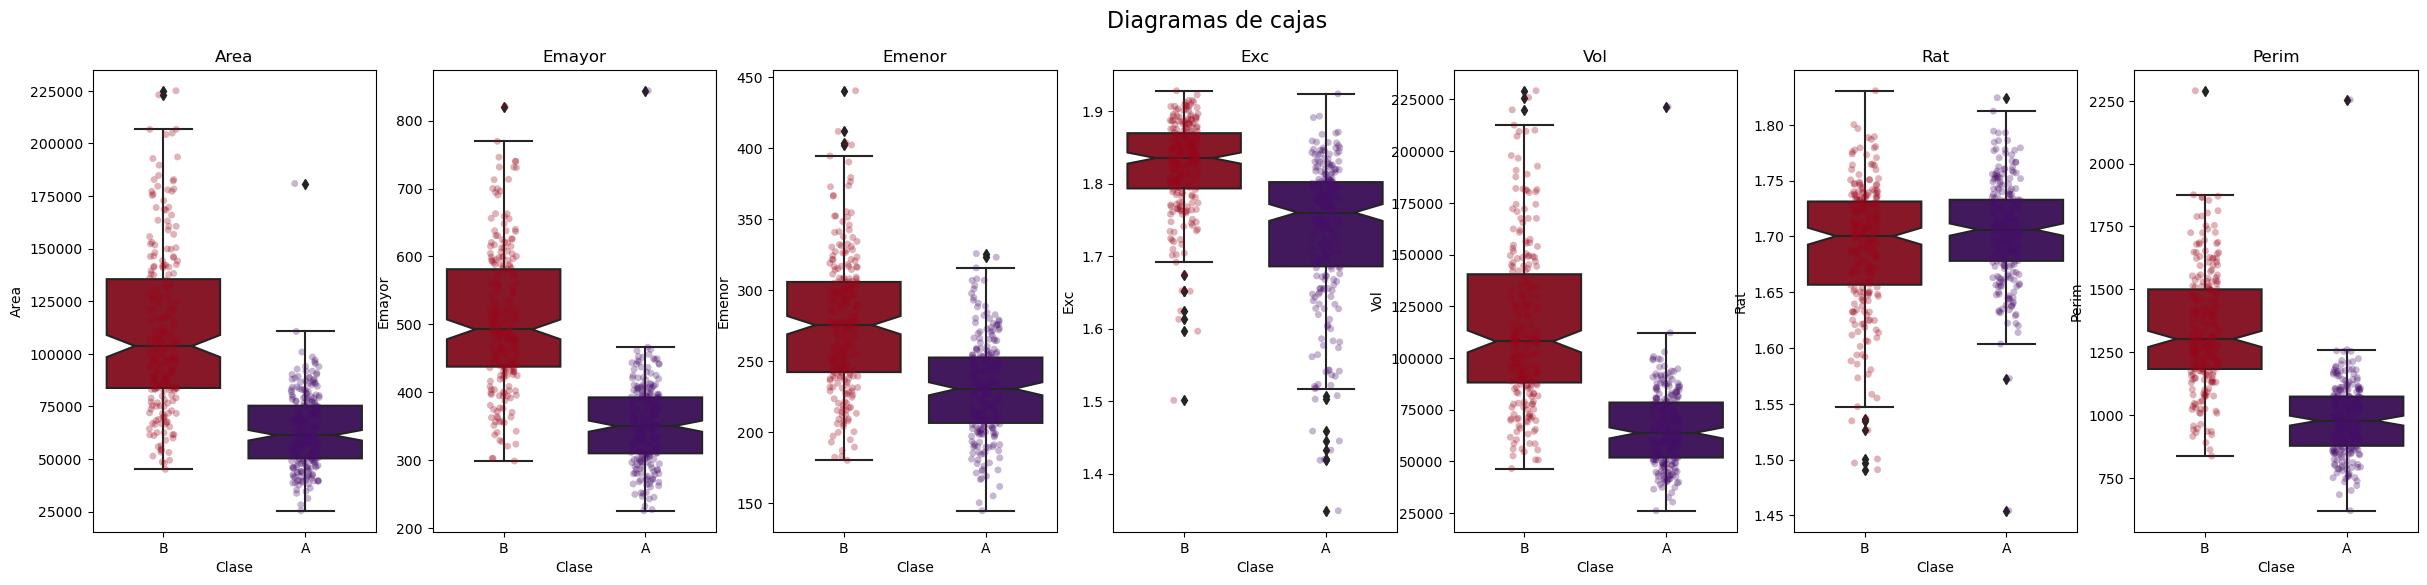 Diagramas de cajas
Area
Area
225000
200000
175000
150000
125000
100000
75000
50000
25000
B
A
Clase
Emayor
Emayor
800
700
600
500
400
300
200
B
A
Clase
Emenor
Emenor
450
400
350
300
250
200
150
B
A
Clase
Exc
Exc
1.9
1.8
1.7
1.6
1.5
1.4
B
A
Clase
Vol
Vol
225000
200000
175000
150000
125000
100000
75000
50000
25000
B
A
Clase
Rat
Rat
1.80
1.75
1.70
1.65
1.60
1.55
1.50
1.45
B
A
Clase
Perim
Perim
2250
2000
1750
1500
1250
1000
750
B
A
Clase